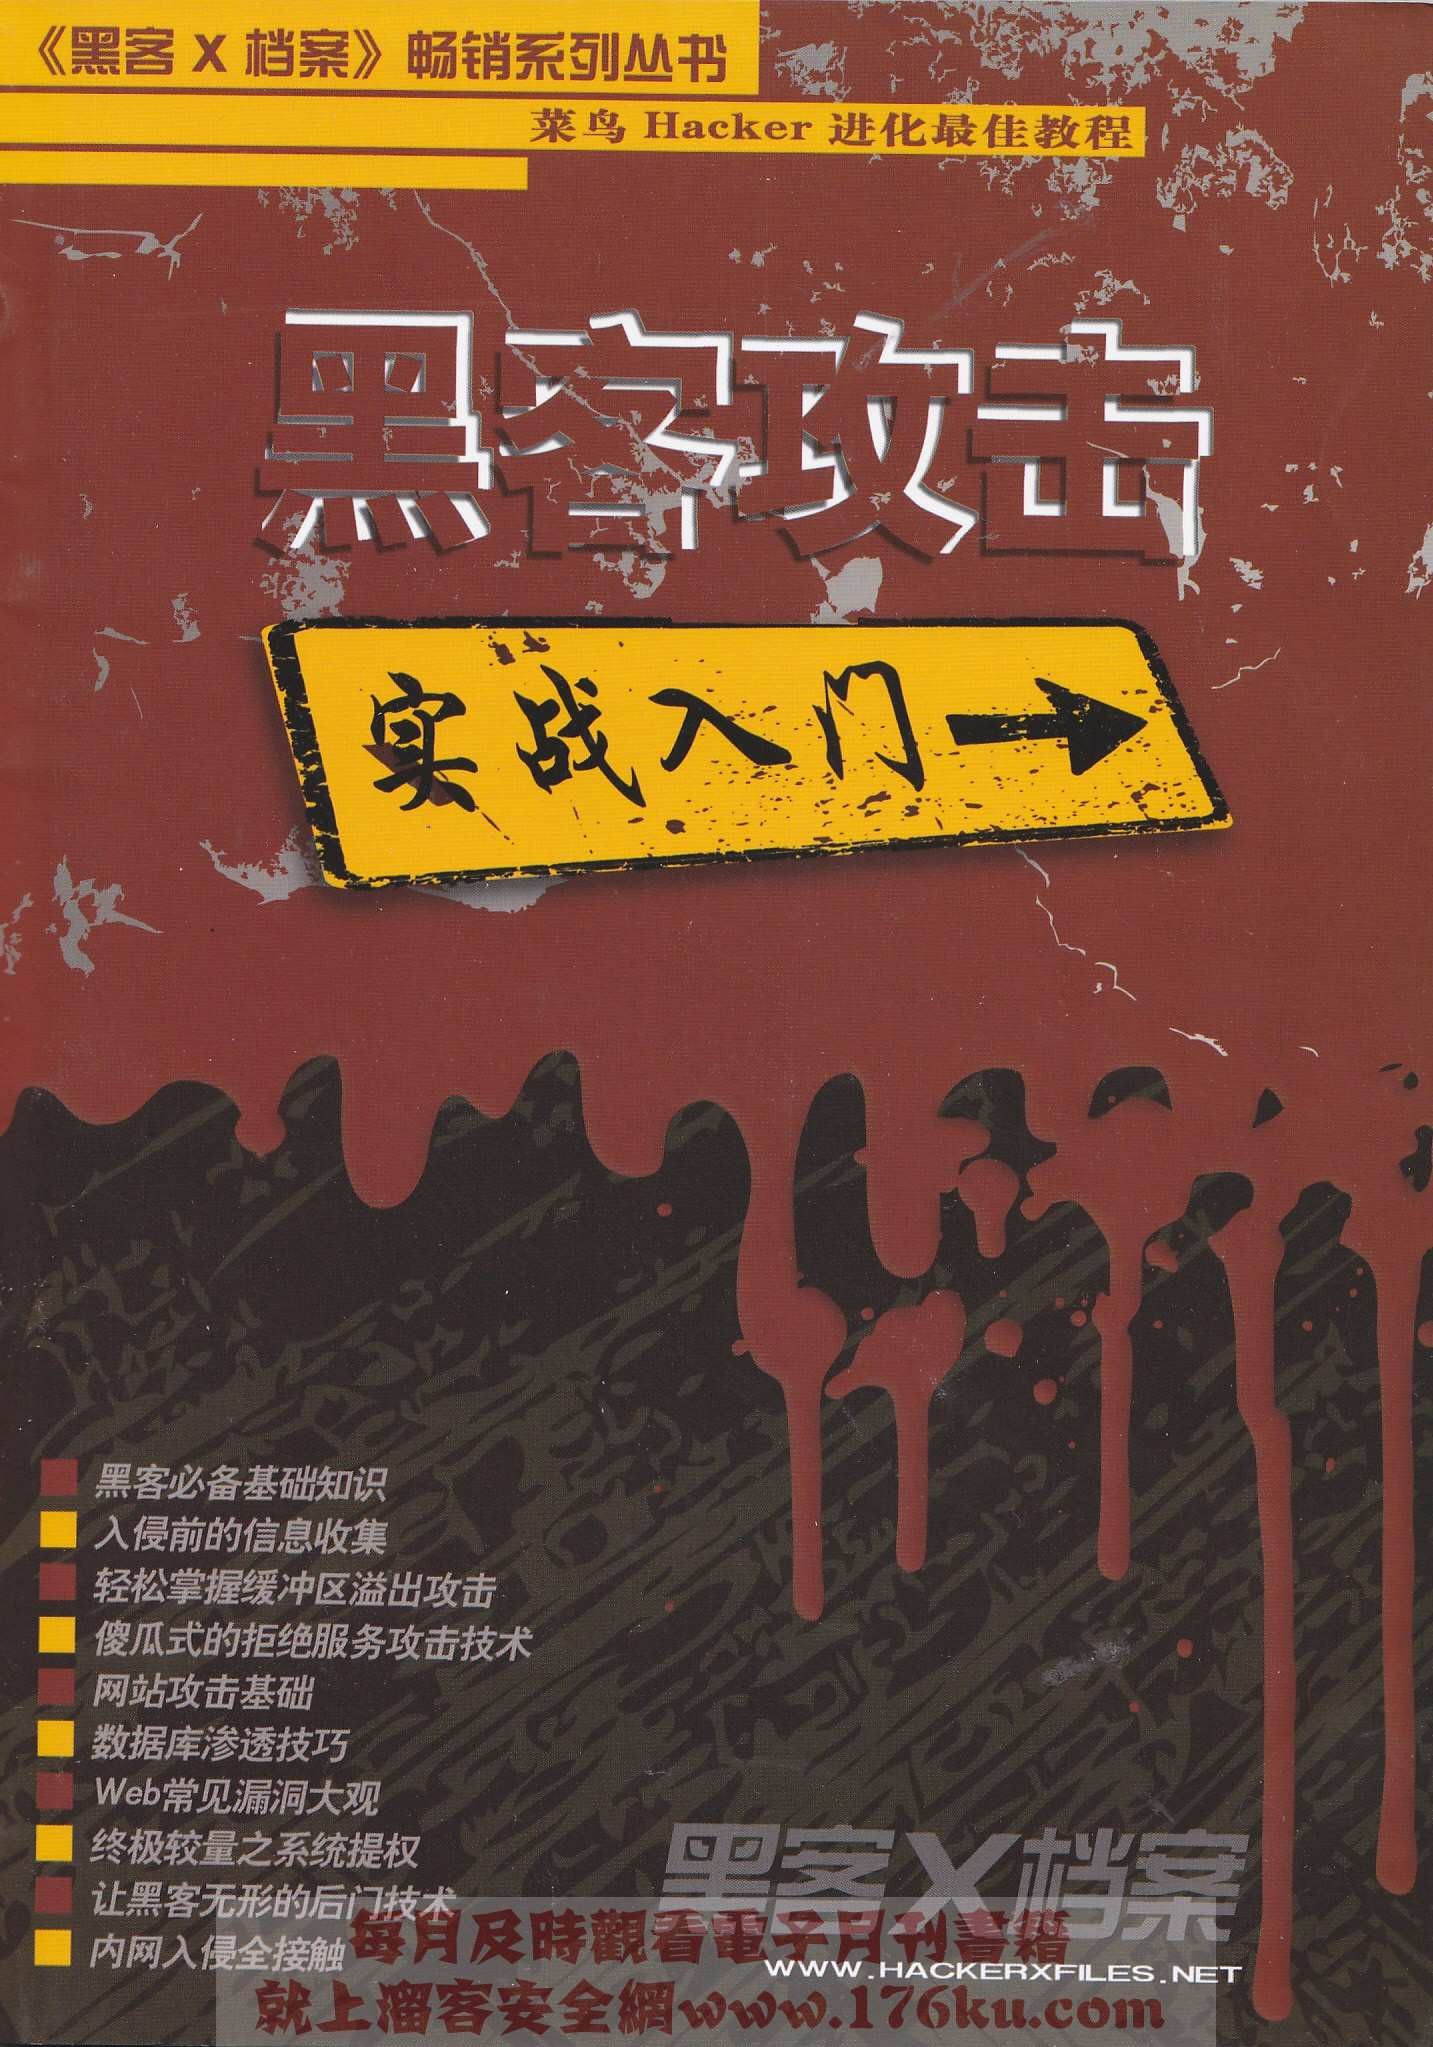 《黑客 X 档案》畅销系列丛书
菜鸟 Hacker 进化最佳教程
黑客攻击
实战入门
黑客必备基础知识
入侵前的信息收集
轻松掌握缓冲区溢出攻击
傻瓜式的拒绝服务攻击技术
网站攻击基础
数据库渗透技巧
Web常见漏洞大观
终极较量之系统提权
让黑客无形的后门技术
内网入侵全接触
黑客X档案
WWW.HACKERXFILES.NET
每月及時觀看電子月刊書籍
就上溜客安全網www.176ku.com